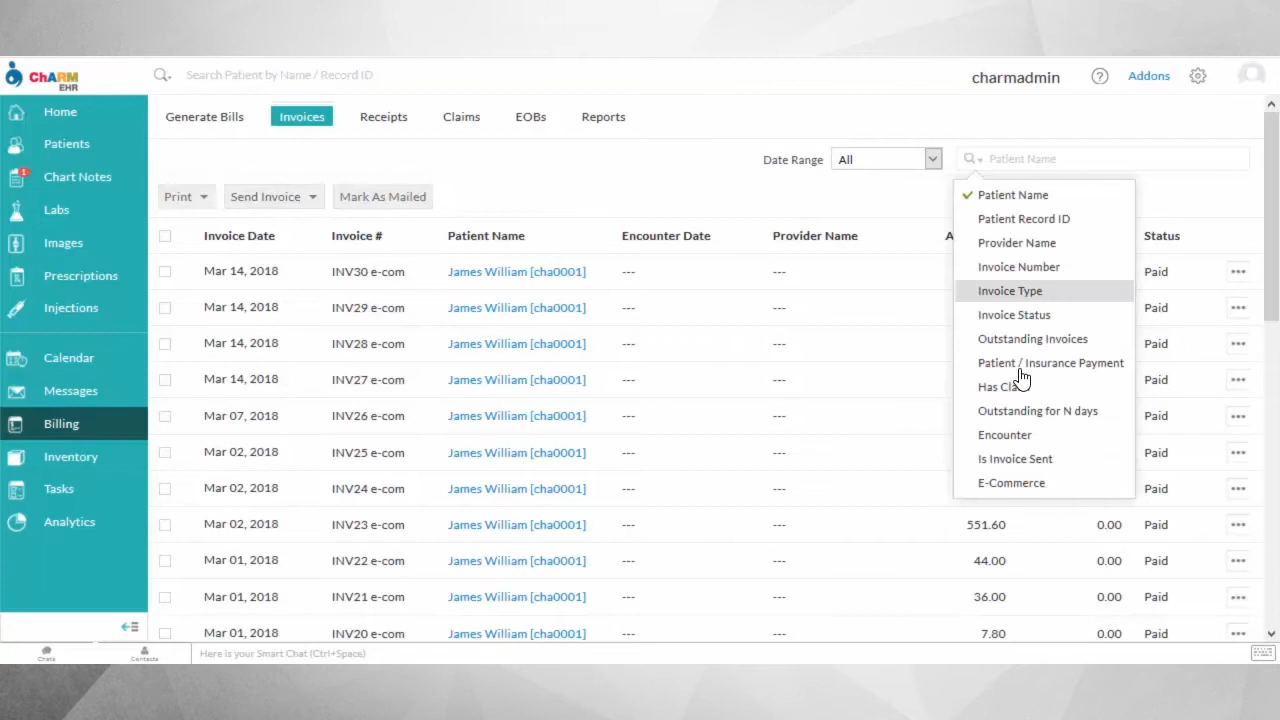 ChARM
EHR
Search Patient by Name / Record ID
charmadmin
?
Addons
Home
Patients
1
Chart Notes
Labs
Images
Prescriptions
Injections
Calendar
Messages
Billing
Inventory
Tasks
Analytics
Generate Bills Invoices Receipts Claims EOBs Reports
Date Range All Patient Name
Print Send Invoice Mark As Mailed
Patient Name
Patient Record ID
Provider Name
Invoice Number
Invoice Type
Invoice Status
Outstanding Invoices
Patient / Insurance Payment
Has
Outstanding for N days
Encounter
Is Invoice Sent
E-Commerce
Invoice Date Invoice # Patient Name Encounter Date Provider Name A Status
Mar 14, 2018 INV30 e-com James William [cha0001] --- --- Paid
Mar 14, 2018 INV29 e-com James William [cha0001] --- --- Paid
Mar 14, 2018 INV28 e-com James William [cha0001] --- --- Paid
Mar 14, 2018 INV27 e-com James William [cha0001] --- --- Paid
Mar 07, 2018 INV26 e-com James William [cha0001] --- --- Paid
Mar 02, 2018 INV25 e-com James William [cha0001] --- --- Paid
Mar 02, 2018 INV24 e-com James William [cha0001] --- --- Paid
Mar 02, 2018 INV23 e-com James William [cha0001] --- --- 551.60 0.00 Paid
Mar 01, 2018 INV22 e-com James William [cha0001] --- --- 44.00 0.00 Paid
Mar 01, 2018 INV21 e-com James William [cha0001] --- --- 36.00 0.00 Paid
Mar 01, 2018 INV20 e-com James William [cha0001] --- --- 7.80 0.00 Paid
Chats Contacts Here is your Smart Chat (Ctrl+Space)